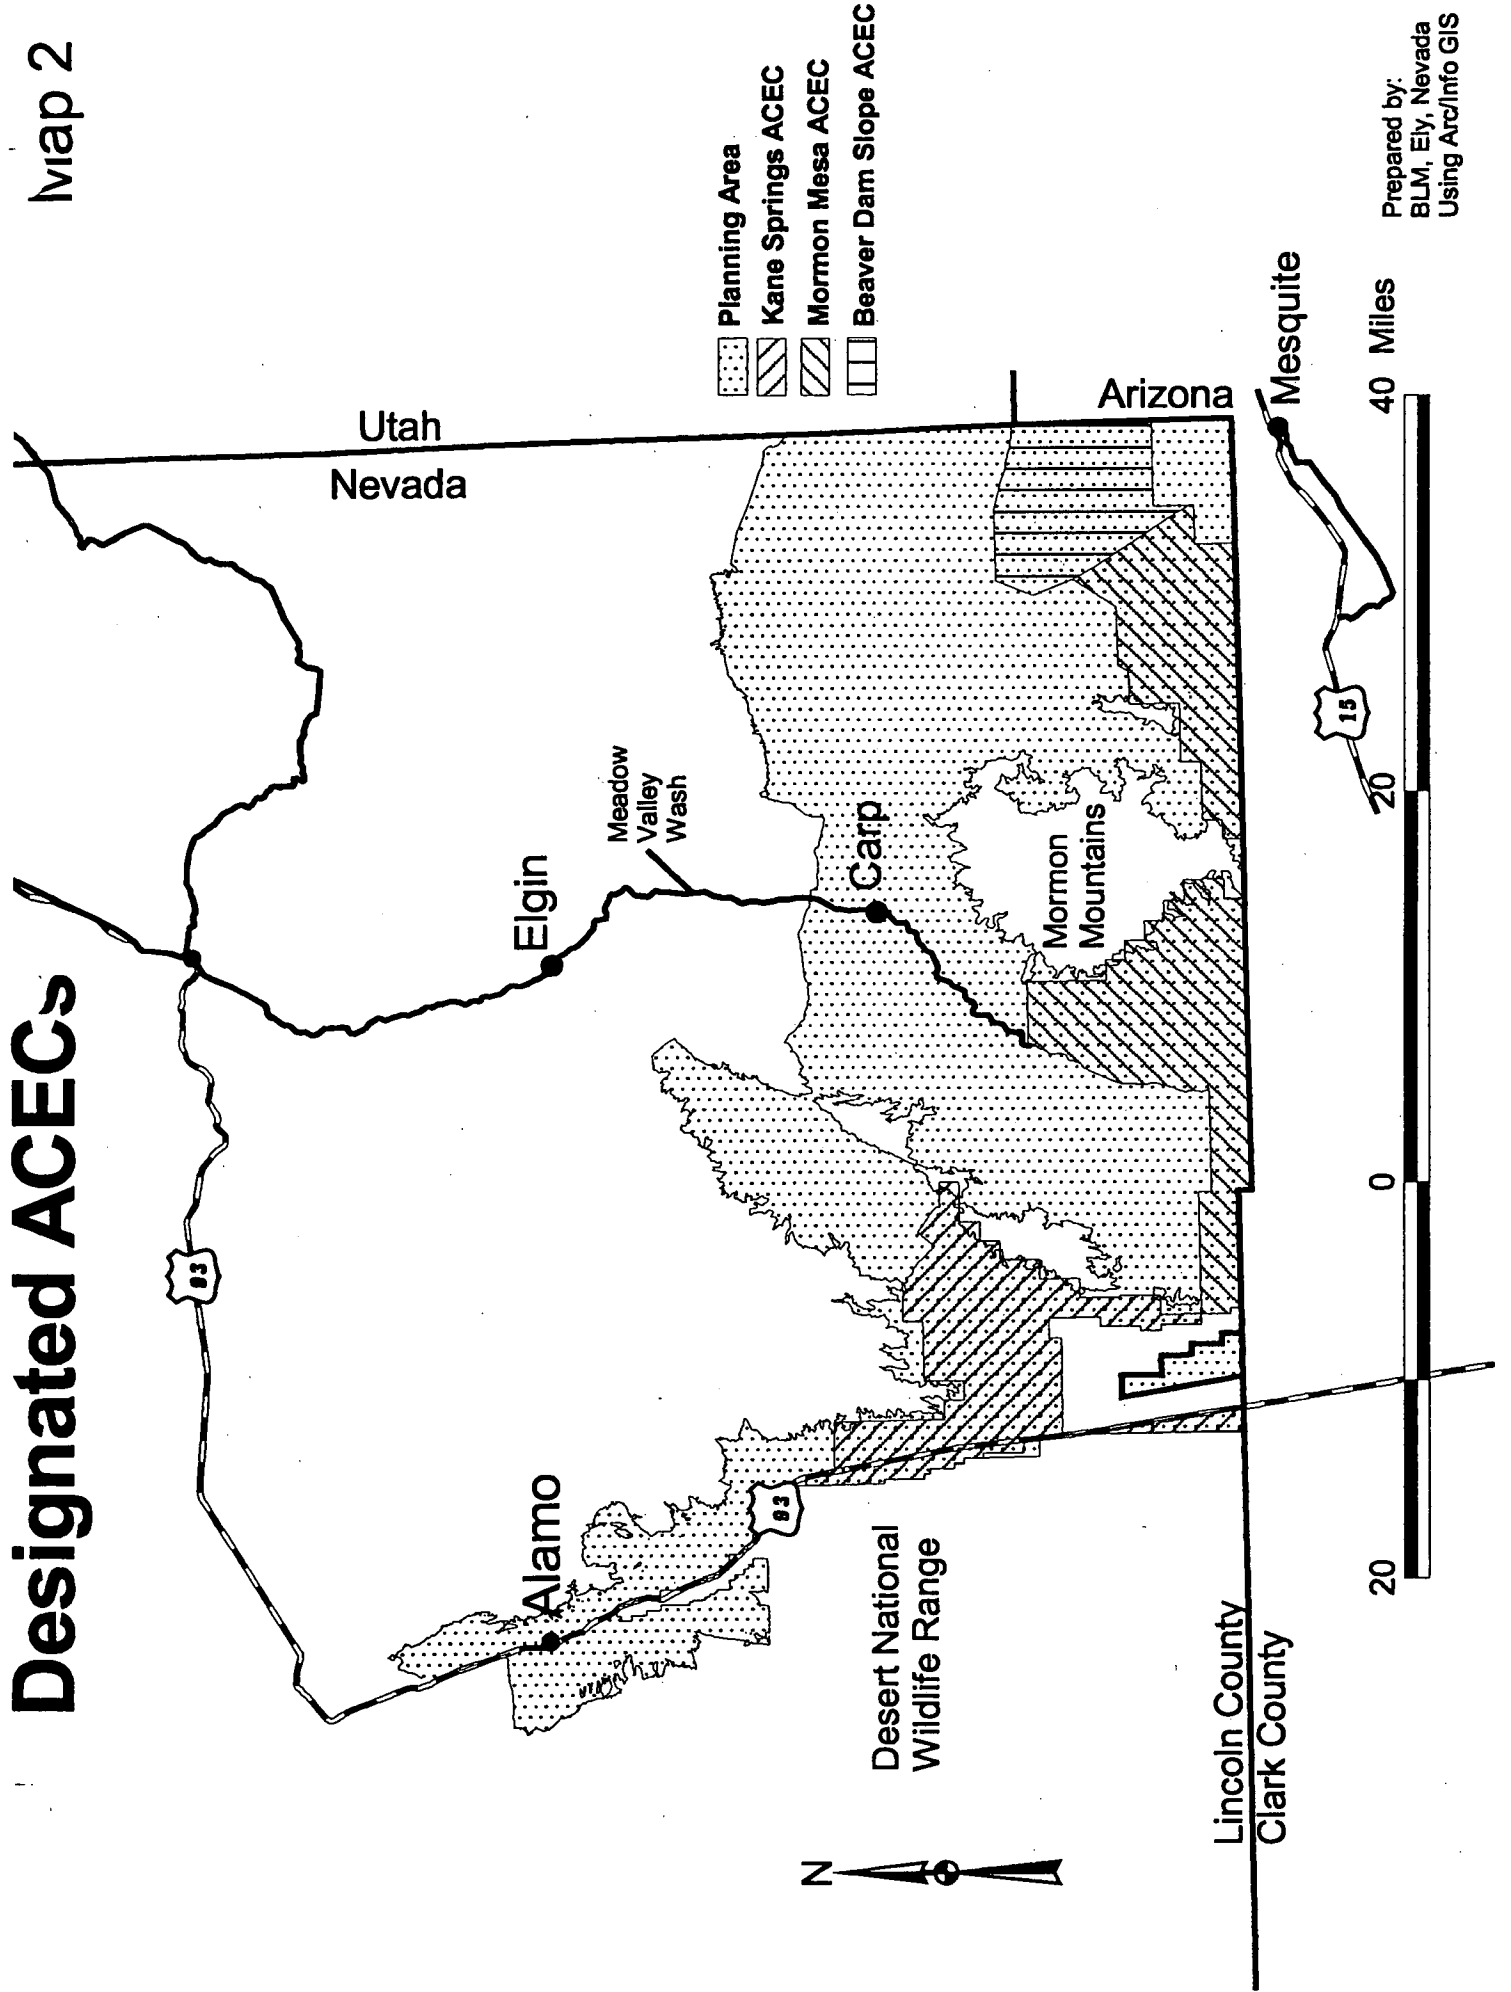 Designated ACECs
Map 2
Utah
Nevada
93
Elgin
Meadow
Valley
Wash
Planning Area
Kane Springs ACEC
Mormon Mesa ACEC
Beaver Dam Slope ACEC
Alamo
93
Carp
Mormon
Mountains
Desert National
Wildlife Range
N
Arizona
Lincoln County
Clark County
Mesquite
15
20
0
20
40 Miles
Prepared by:
BLM, Ely, Nevada
Using Arc/Info GIS